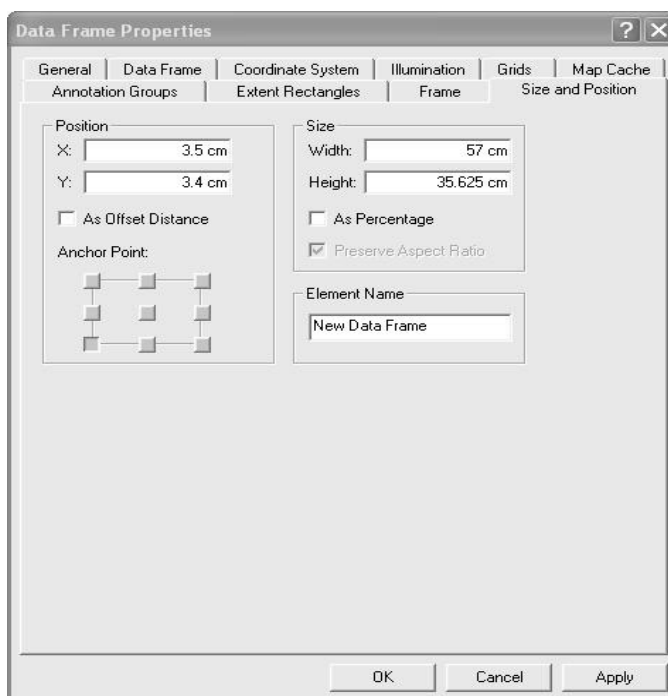 Data Frame Properties
General Data Frame Coordinate System Illumination Grids Map Cache
Annotation Groups Extent Rectangles Frame Size and Position
Position
X: 3.5 cm
Y: 3.4 cm
As Offset Distance
Anchor Point:
Size
Width: 57 cm
Height: 35.625 cm
As Percentage
Preserve Aspect Ratio
Element Name
New Data Frame
OK Cancel Apply